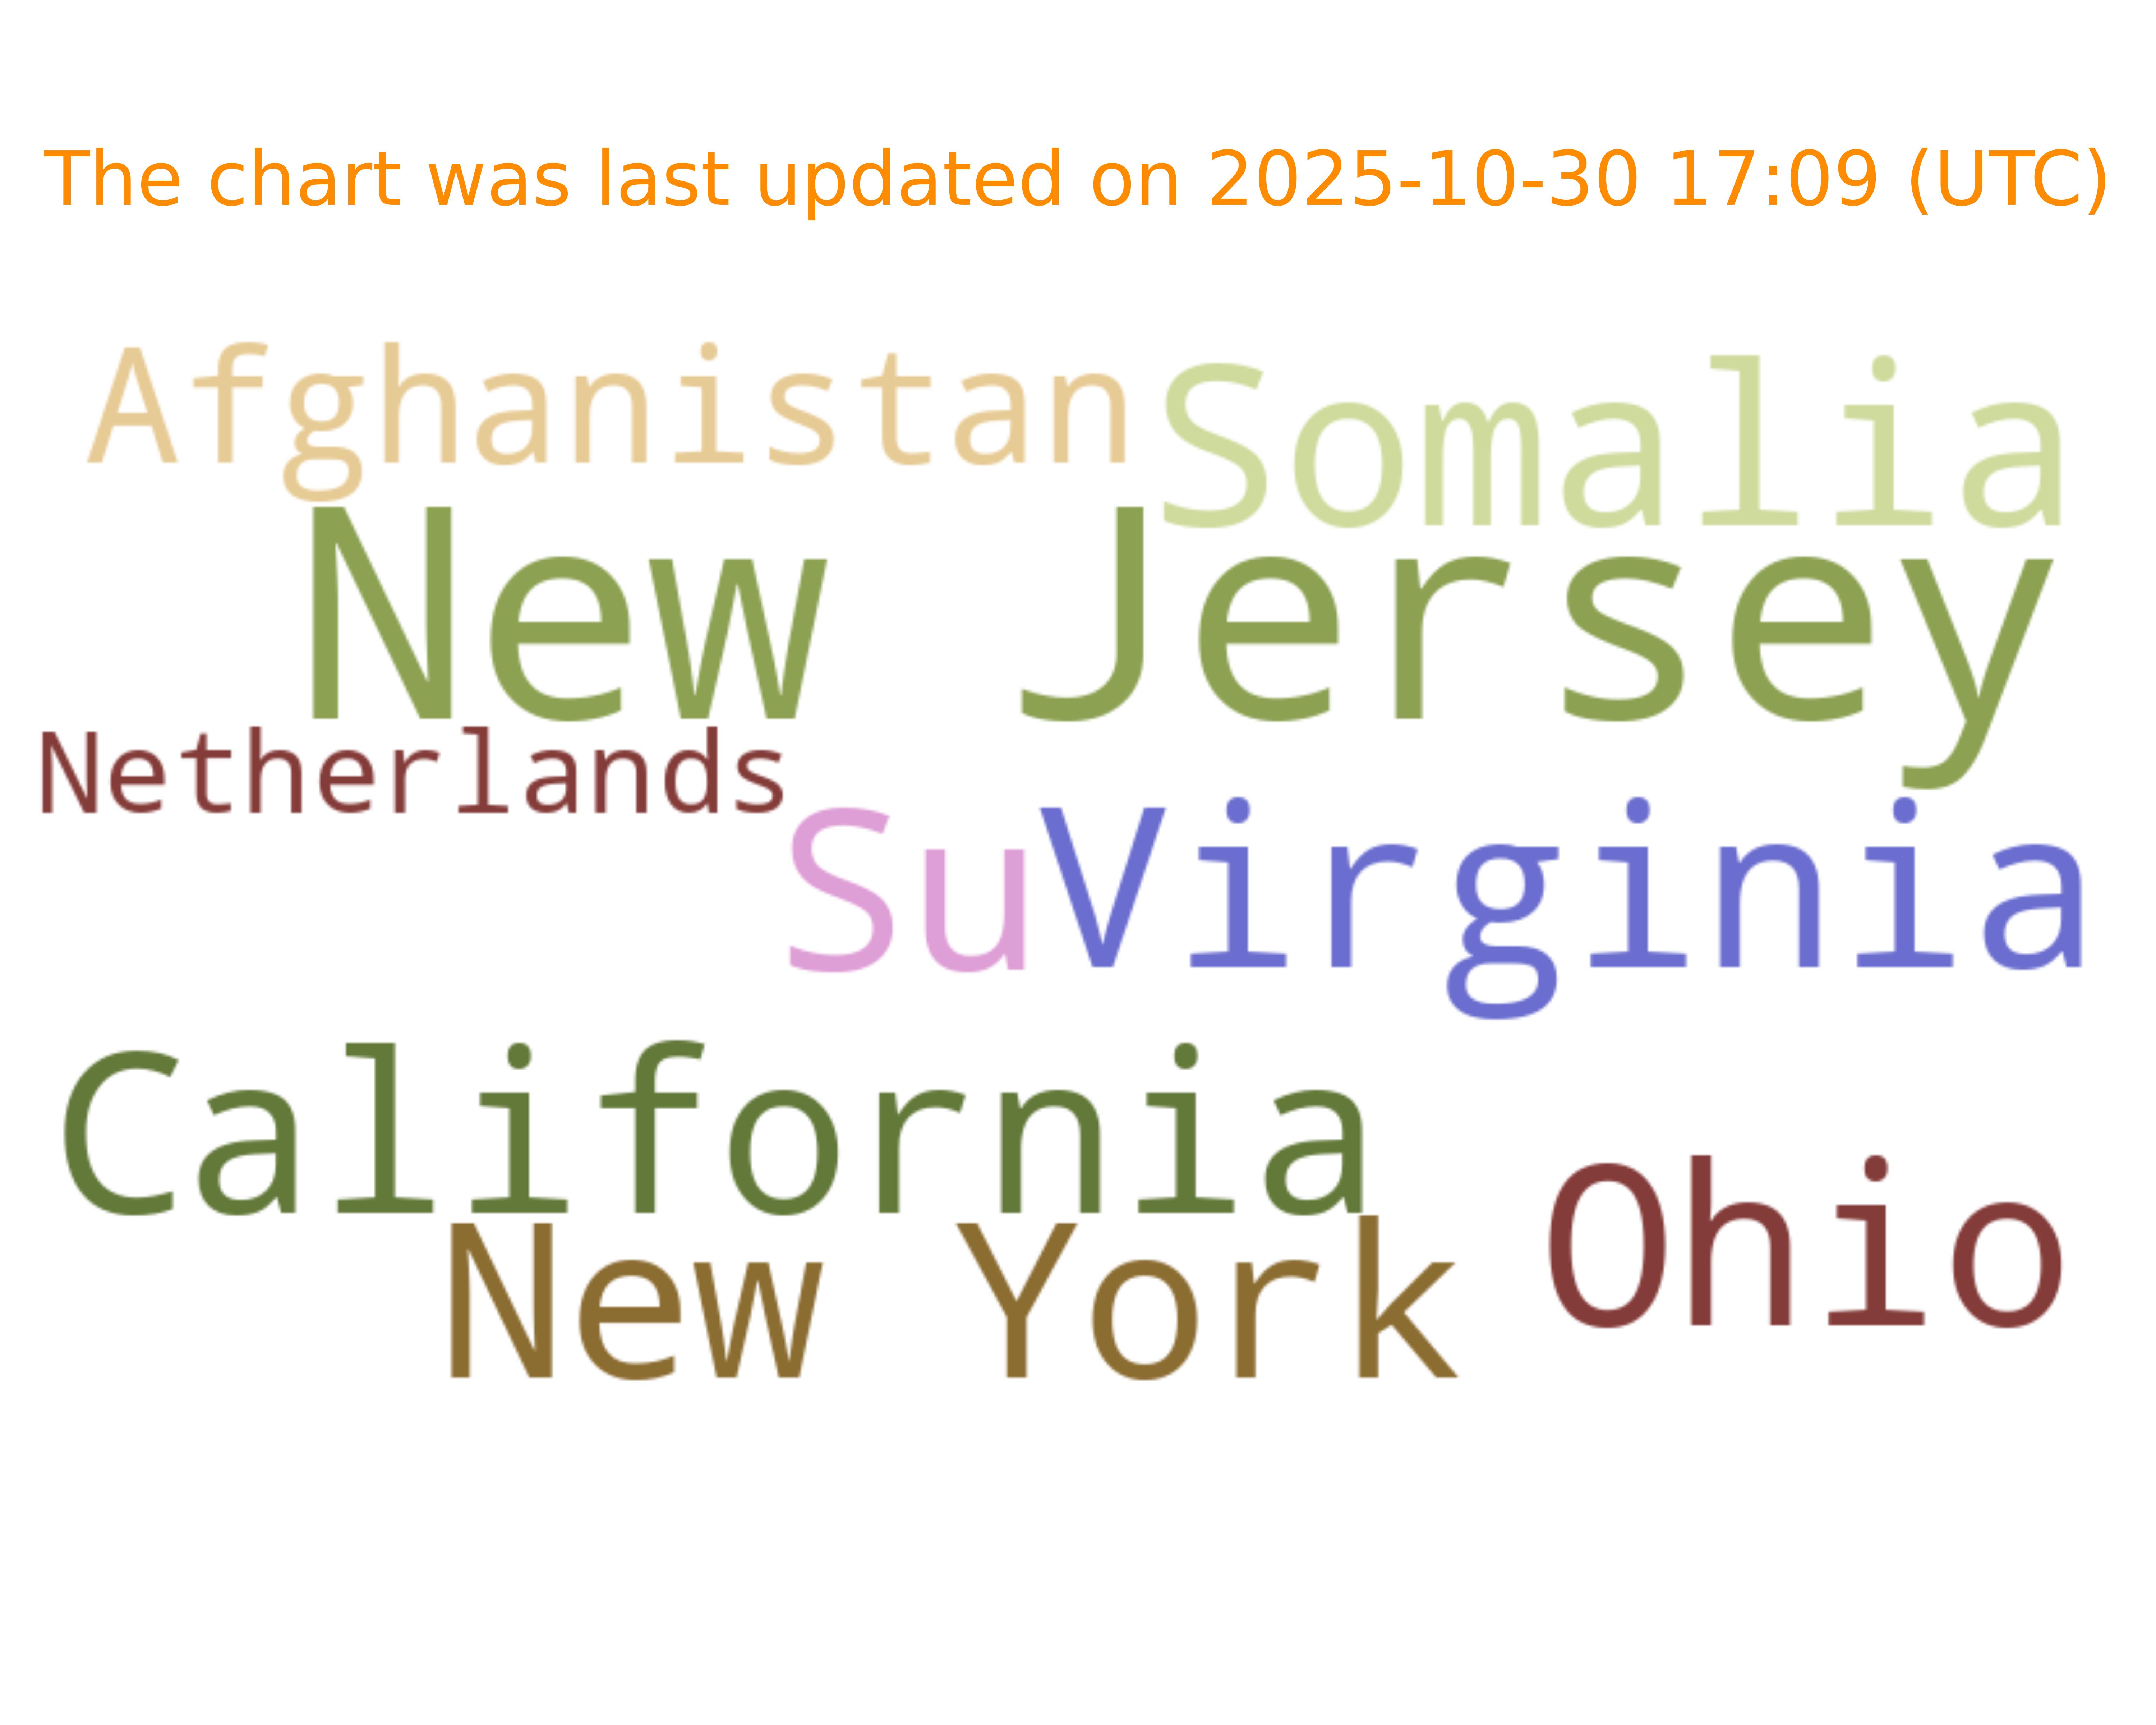 The chart was last updated on 2025-10-30 17:09 (UTC)
Afghanistan Somalia
New Jersey
Netherlands
Su Virginia
California
Ohio
New York